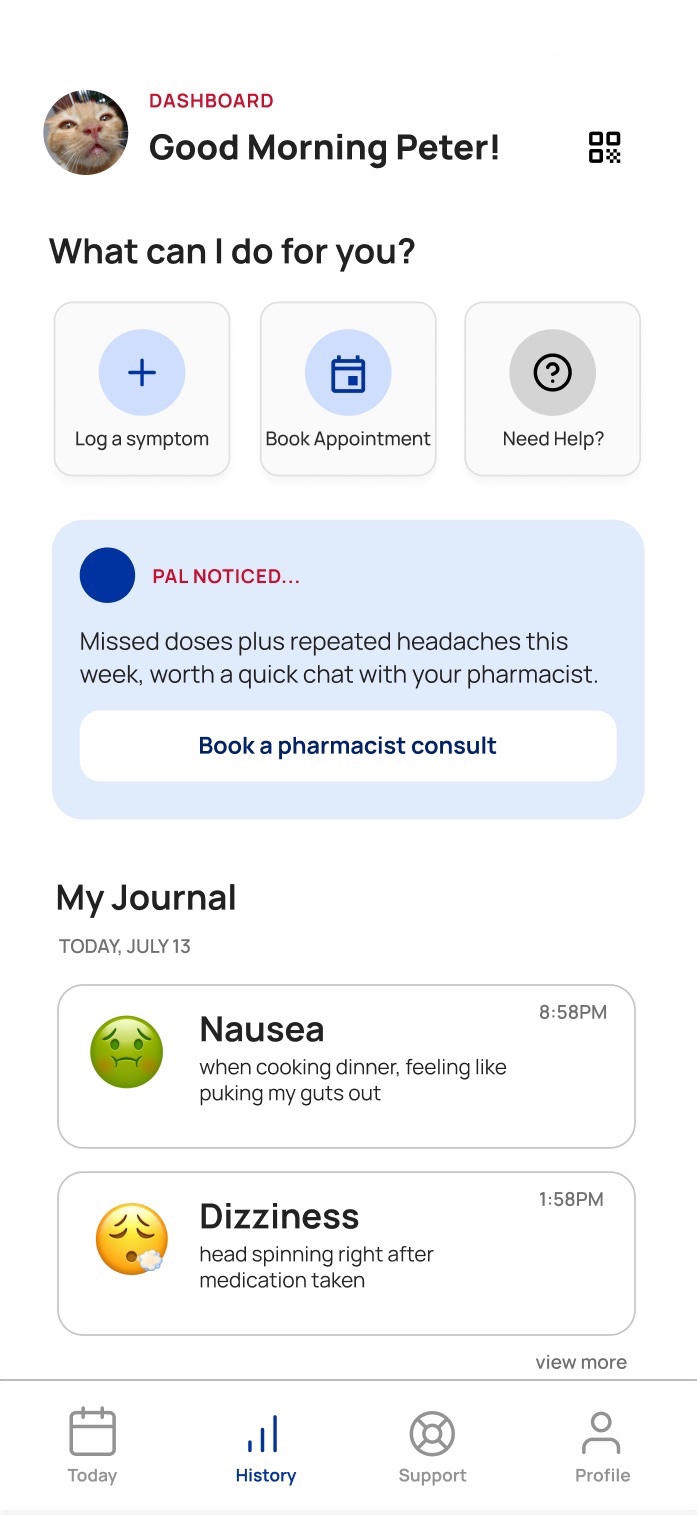 DASHBOARD
Good Morning Peter!
What can I do for you?
Log a symptom
Book Appointment
Need Help?
PAL NOTICED...
Missed doses plus repeated headaches this
week, worth a quick chat with your pharmacist.
Book a pharmacist consult
My Journal
TODAY, JULY 13
8:58PM
Nausea
when cooking dinner, feeling like
puking my guts out
1:58PM
Dizziness
head spinning right after
medication taken
view more
Today
History
Support
Profile